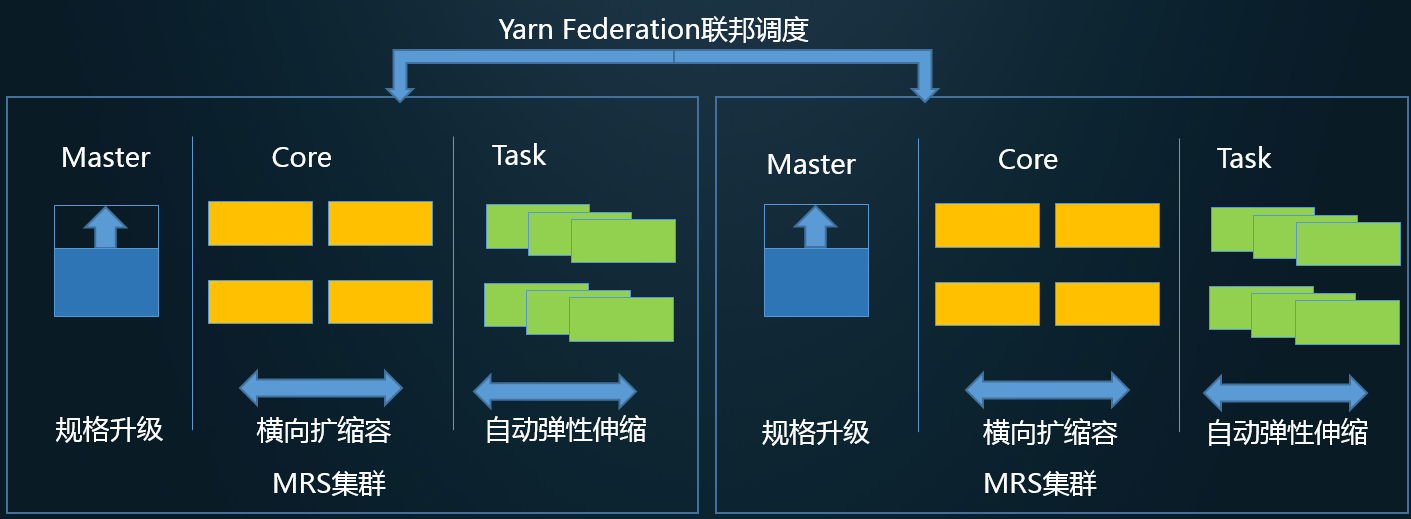 Yarn Federation联邦调度
Master
Core
Task
规格升级
横向扩缩容
自动弹性伸缩
MRS集群
Master
Core
Task
规格升级
横向扩缩容
自动弹性伸缩
MRS集群